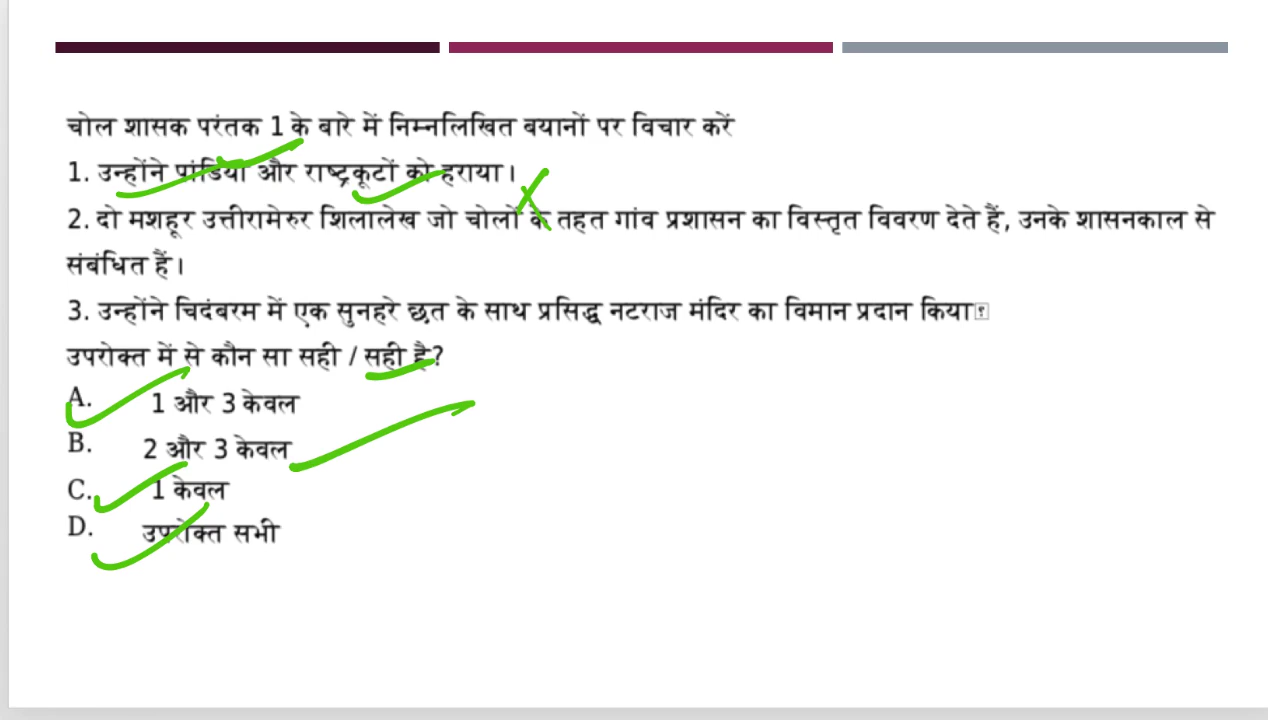 चोल शासक परंतक 1 के बारे में निम्नलिखित बयानों पर विचार करें
1. उन्होंने पांडिया और राष्ट्रकूटों को हराया।
2. दो मशहूर उत्तीरामेरुर शिलालेख जो चोलों के तहत गांव प्रशासन का विस्तृत विवरण देते हैं, उनके शासनकाल से
संबंधित हैं।
3. उन्होंने चिदंबरम में एक सुनहरे छत के साथ प्रसिद्ध नटराज मंदिर का विमान प्रदान किया
उपरोक्त में से कौन सा सही / सही है?
A. 1 और 3 केवल
B. 2 और 3 केवल
C. 1 केवल
D. उपरोक्त सभी